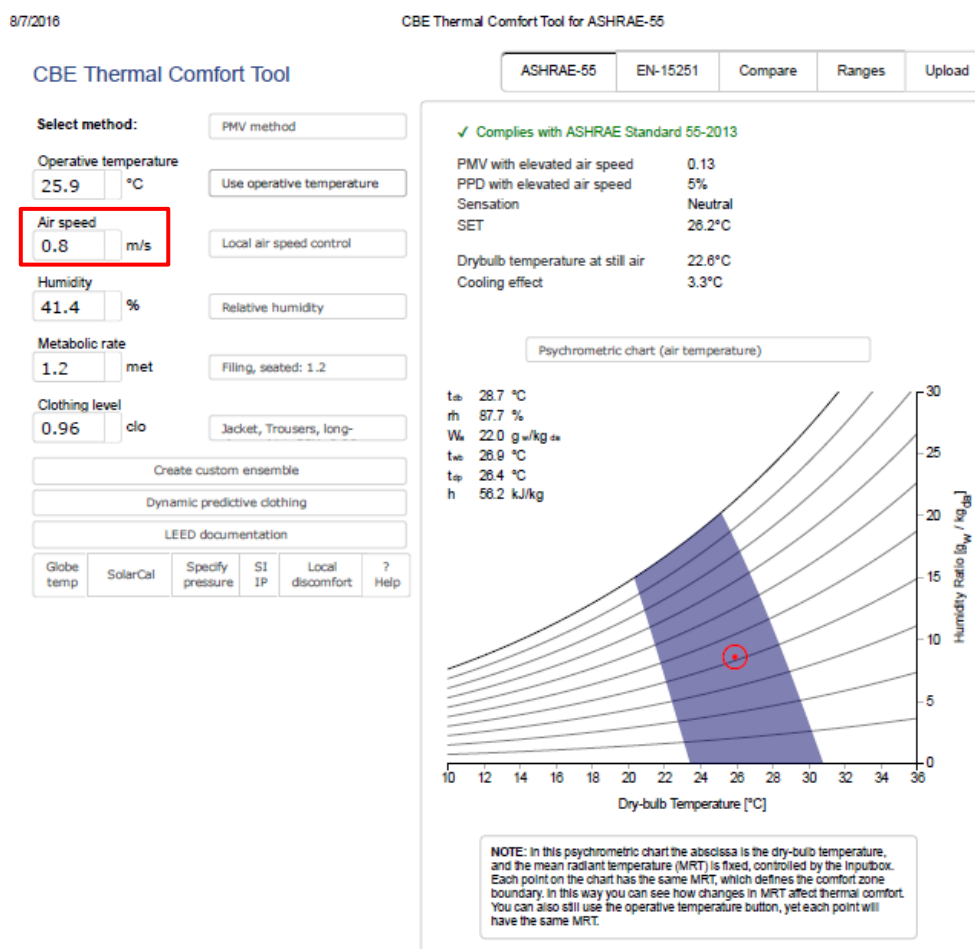 8/7/2016
CBE Thermal Comfort Tool for ASHRAE-55
CBE Thermal Comfort Tool
ASHRAE-55 EN-15251 Compare Ranges Upload
Select method:
PMV method
Operative temperature
25.9 °C
Use operative temperature
Air speed
0.8 m/s
Local air speed control
Humidity
41.4 %
Relative humidity
Metabolic rate
1.2 met
Filing, seated: 1.2
Clothing level
0.96 clo
Jacket, Trousers, long-
Create custom ensemble
Dynamic predictive clothing
LEED documentation
Globe temp
SolarCal
Specify pressure
SI IP
Local discomfort
? Help
✓ Complies with ASHRAE Standard 55-2013
PMV with elevated air speed 0.13
PPD with elevated air speed 5%
Sensation Neutral
SET 26.2°C
Drybulb temperature at still air 22.6°C
Cooling effect 3.3°C
Psychrometric chart (air temperature)
tdb 28.7 °C
rh 87.7 %
Wa 22.0 gw/kg da
twb 26.9 °C
tdp 26.4 °C
h 56.2 kJ/kg
30
25
20
15
10
5
0
Humidity Ratio [gw / kgda]
10 12 14 16 18 20 22 24 26 28 30 32 34 36
Dry-bulb Temperature [°C]
NOTE: In this psychrometric chart the abscissa is the dry-bulb temperature,
and the mean radiant temperature (MRT) is fixed, controlled by the inputbox.
Each point on the chart has the same MRT, which defines the comfort zone
boundary. In this way you can see how changes in MRT affect thermal comfort.
You can also still use the operative temperature button, yet each point will
have the same MRT.